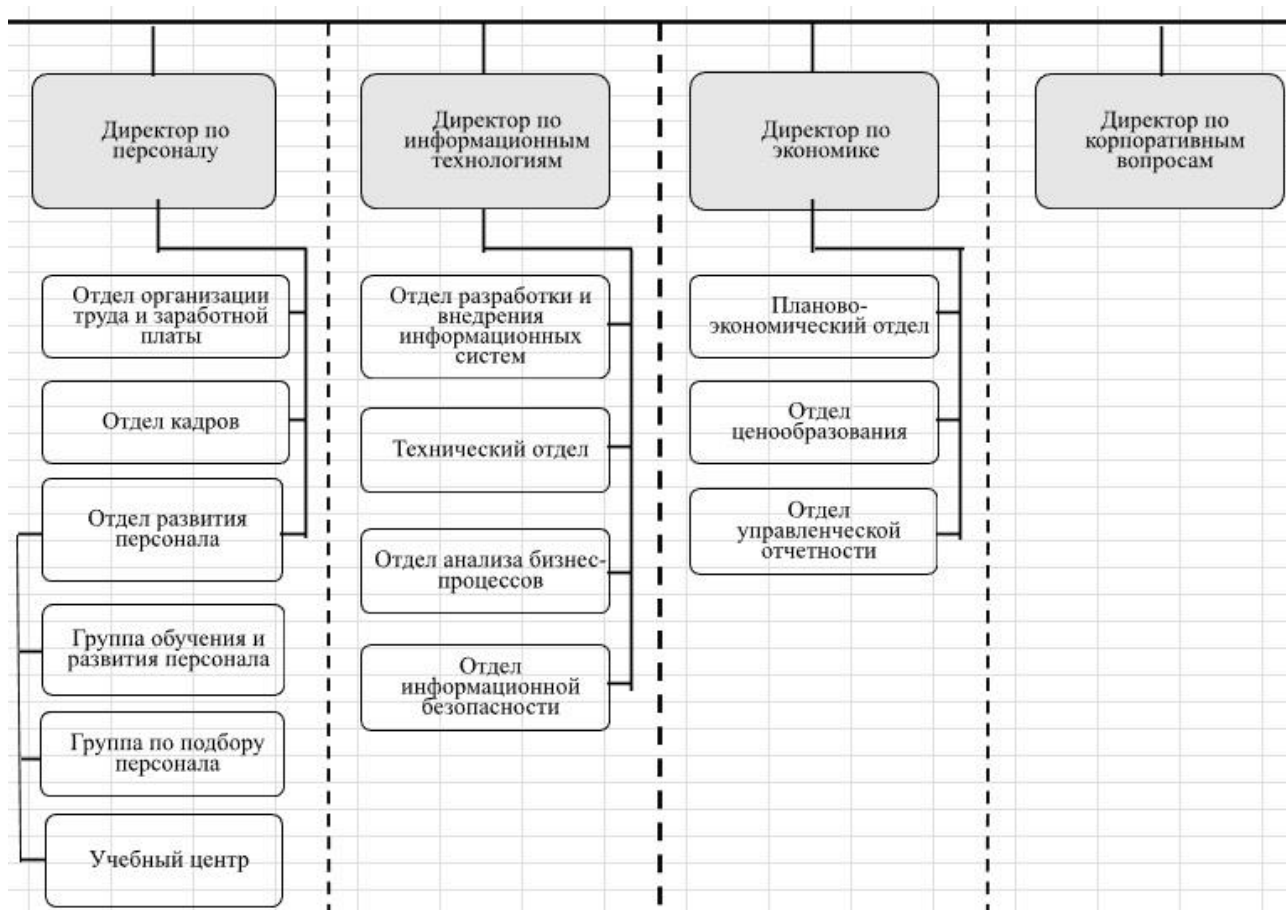 Директор по
персоналу
Директор по
информационным
технологиям
Директор по
экономике
Директор по
корпоративным
вопросам
Отдел организации
труда и заработной
платы
Отдел кадров
Отдел развития
персонала
Группа обучения и
развития персонала
Группа по подбору
персонала
Учебный центр
Отдел разработки и
внедрения
информационных
систем
Технический отдел
Отдел анализа бизнес-
процессов
Отдел
информационной
безопасности
Планово-
экономический отдел
Отдел
ценообразования
Отдел
управленческой
отчетности